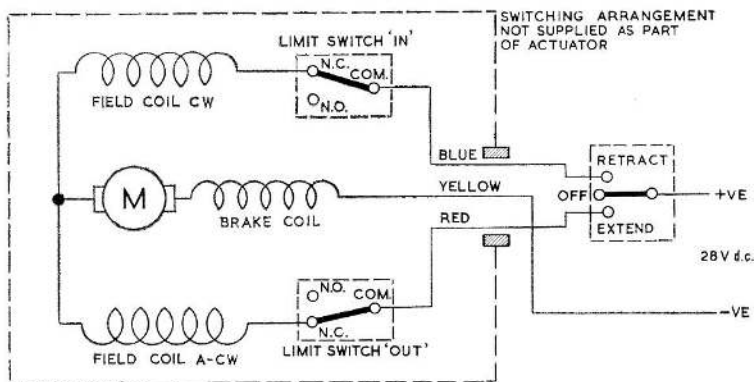 SWITCHING ARRANGEMENT
NOT SUPPLIED AS PART
OF ACTUATOR
LIMIT SWITCH 'IN'
N.C.
COM.
N.O.
FIELD COIL CW
BLUE
RETRACT
M
YELLOW
OFF
+VE
BRAKE COIL
RED
EXTEND
28V d.c.
N.O.
COM.
N.C.
-VE
FIELD COIL A-CW
LIMIT SWITCH 'OUT'